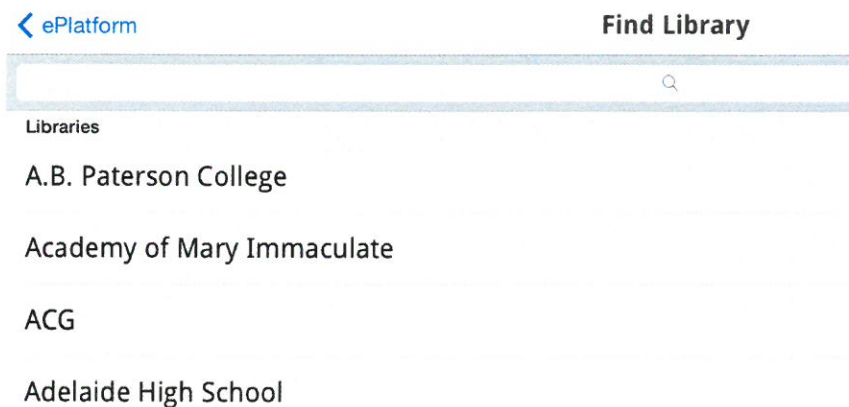 ePlatform
Find Library
Libraries
A.B. Paterson College
Academy of Mary Immaculate
ACG
Adelaide High School